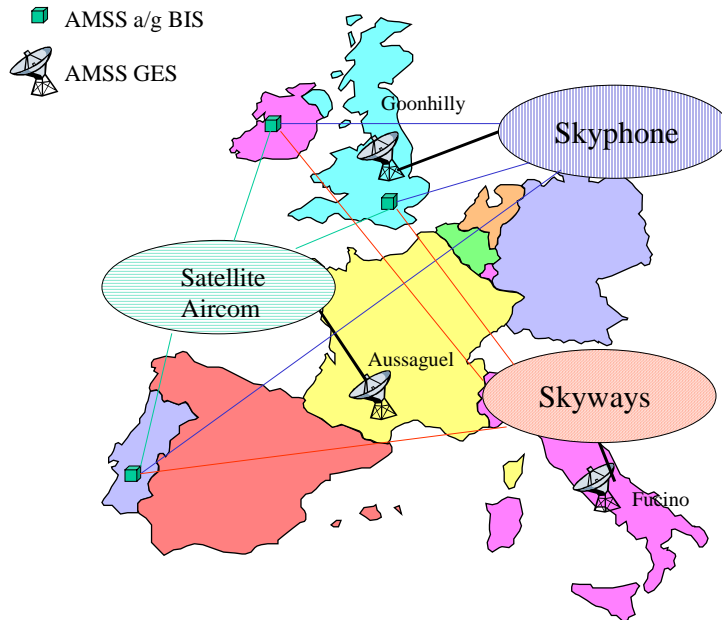 AMSS a/g BIS
AMSS GES
Goonhilly
Skyphone
Satellite
Aircom
Aussaguel
Skyways
Fucino